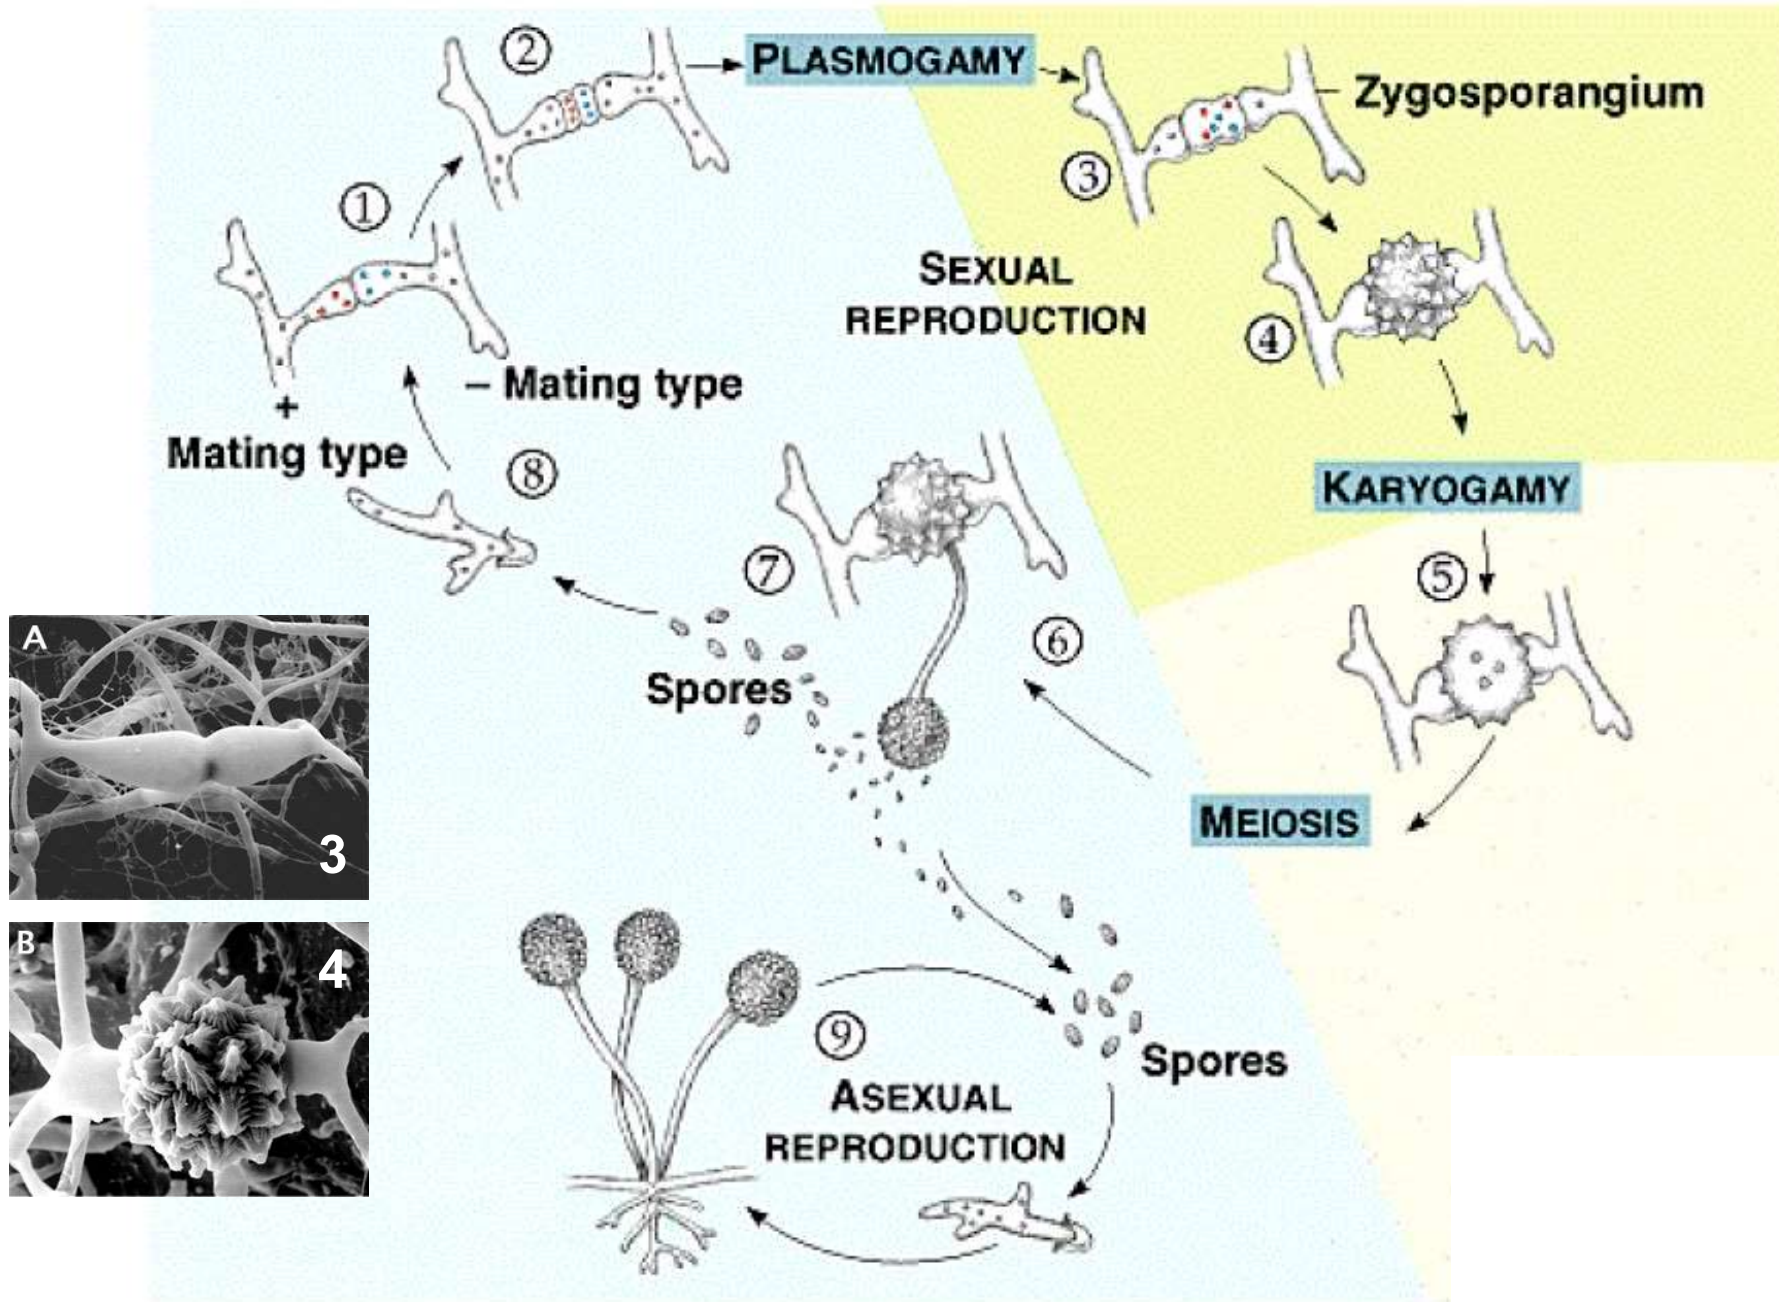 ②
PLASMOGAMY
Zygosporangium
①
③
SEXUAL
REPRODUCTION
④
– Mating type
+
Mating type
⑧
KARYOGAMY
⑦
⑤
A
⑥
Spores
MEIOSIS
3
B
4
⑨
Spores
ASEXUAL
REPRODUCTION